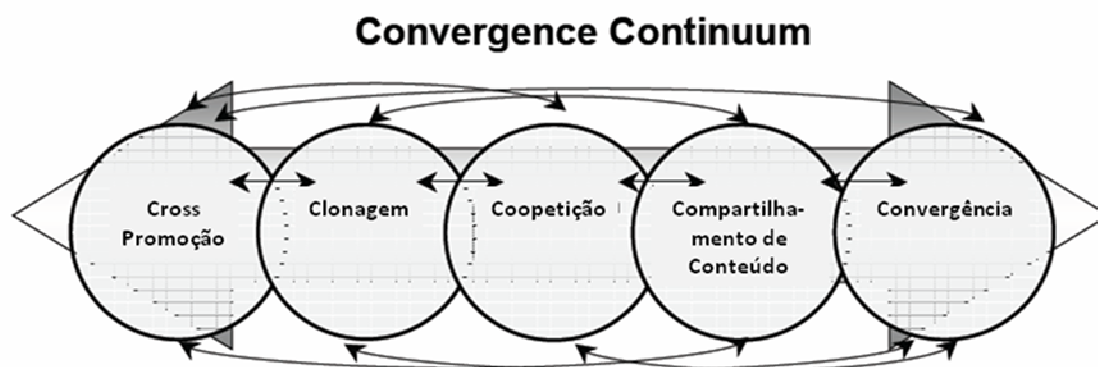 Convergence Continuum
Cross
Promoção
Clonagem
Coopetição
Compartilha-
mento de
Conteúdo
Convergência